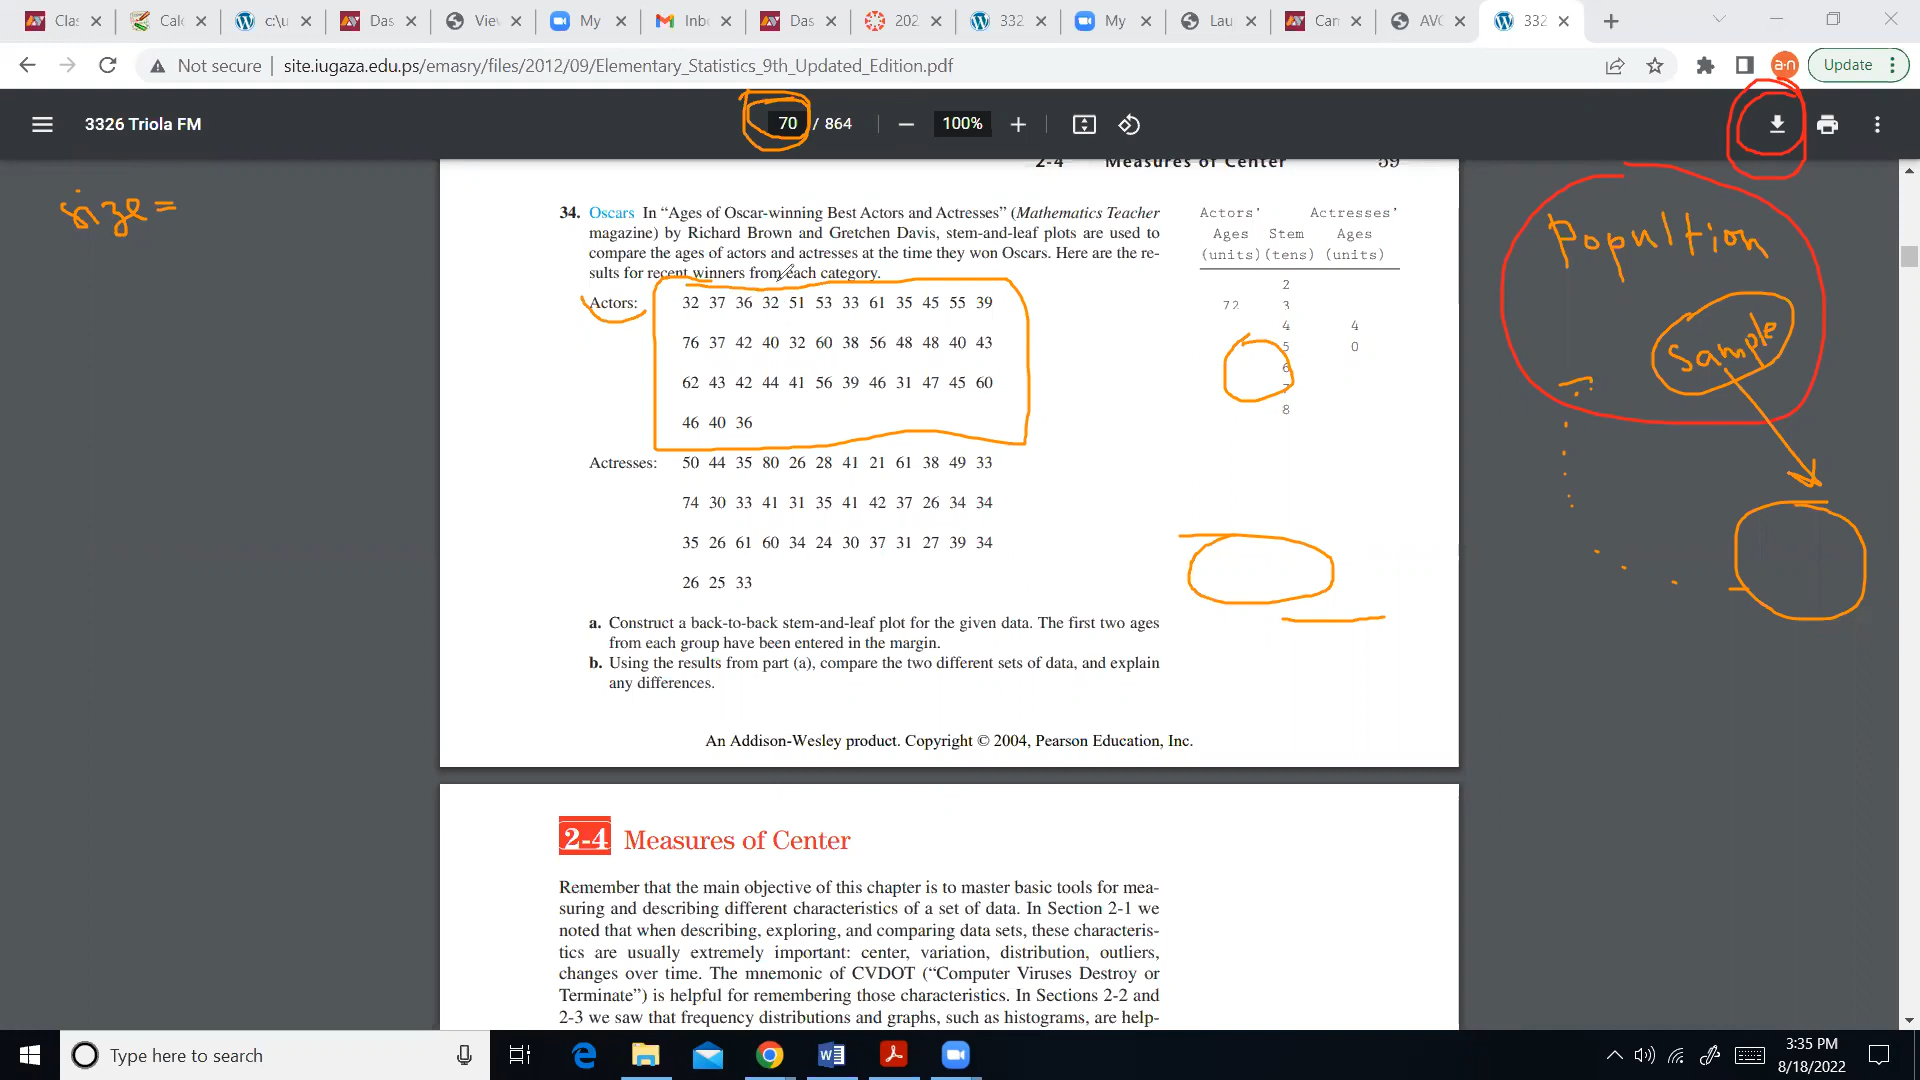 Clas
Cale
c:\u
Das
Viev
My
Inbo
Das
202
332
My
Lau
Can
AVC
332
Not secure | site.iugaza.edu.ps/emasry/files/2012/09/Elementary_Statistics_9th_Updated_Edition.pdf
a-n
Update
3326 Triola FM
70 / 864
100%
2-4 Measures of Center 59
size =
Popultion
Sample
34. Oscars In “Ages of Oscar-winning Best Actors and Actresses” (Mathematics Teacher
magazine) by Richard Brown and Gretchen Davis, stem-and-leaf plots are used to
compare the ages of actors and actresses at the time they won Oscars. Here are the re-
sults for recent winners from each category.
Actors: 32 37 36 32 51 53 33 61 35 45 55 39
76 37 42 40 32 60 38 56 48 48 40 43
62 43 42 44 41 56 39 46 31 47 45 60
46 40 36
Actresses: 50 44 35 80 26 28 41 21 61 38 49 33
74 30 33 41 31 35 41 42 37 26 34 34
35 26 61 60 34 24 30 37 31 27 39 34
26 25 33
a. Construct a back-to-back stem-and-leaf plot for the given data. The first two ages
from each group have been entered in the margin.
b. Using the results from part (a), compare the two different sets of data, and explain
any differences.
Actors' Actresses'
Ages Stem Ages
(units) (tens) (units)
2
72 3
4 4
5 0
6
7
8
An Addison-Wesley product. Copyright © 2004, Pearson Education, Inc.
2-4 Measures of Center
Remember that the main objective of this chapter is to master basic tools for mea-
suring and describing different characteristics of a set of data. In Section 2-1 we
noted that when describing, exploring, and comparing data sets, these characteris-
tics are usually extremely important: center, variation, distribution, outliers,
changes over time. The mnemonic of CVDOT (“Computer Viruses Destroy or
Terminate”) is helpful for remembering those characteristics. In Sections 2-2 and
2-3 we saw that frequency distributions and graphs, such as histograms, are help-
Type here to search
3:35 PM
8/18/2022